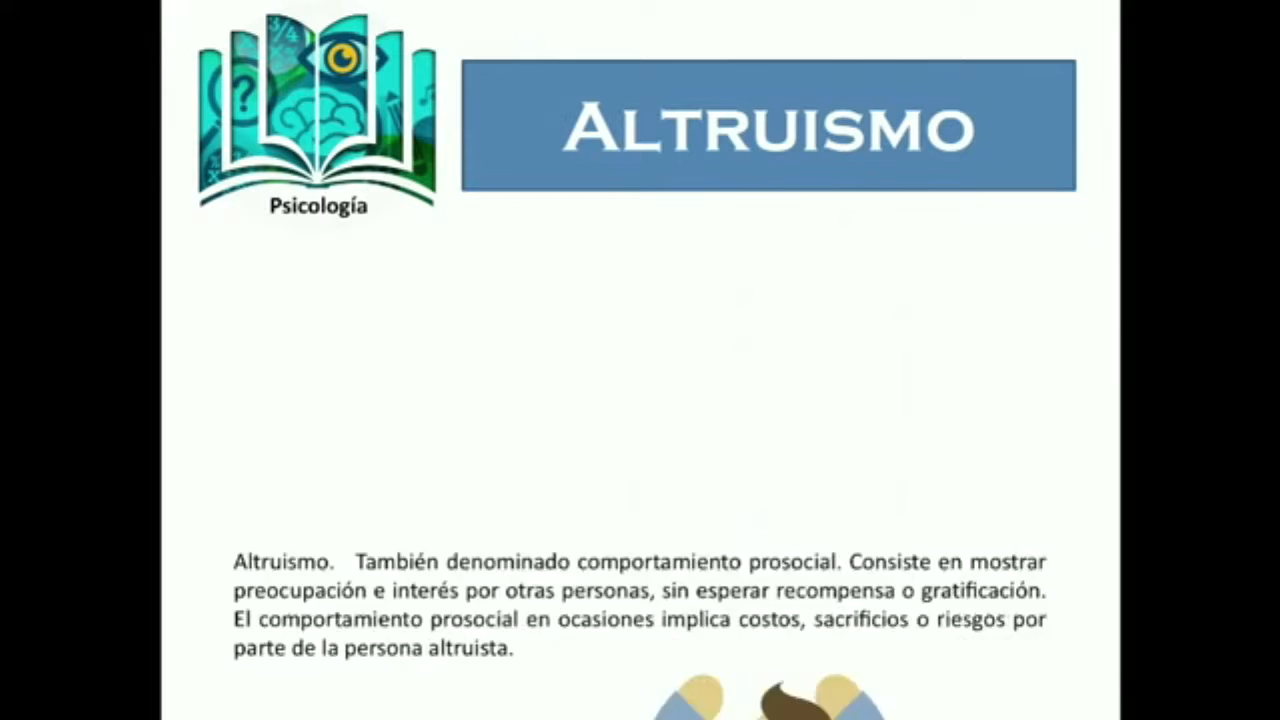 Psicología
ALTRUISMO
Altruismo. También denominado comportamiento prosocial. Consiste en mostrar
preocupación e interés por otras personas, sin esperar recompensa o gratificación.
El comportamiento prosocial en ocasiones implica costos, sacrificios o riesgos por
parte de la persona altruista.